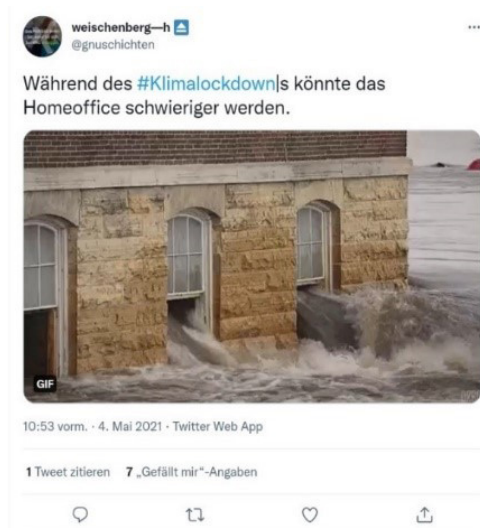 weischenberg—h
@gnuschichten
Während des #Klimalockdown|s könnte das
Homeoffice schwieriger werden.
GIF
10:53 vorm. · 4. Mai 2021 · Twitter Web App
1 Tweet zitieren 7 „Gefällt mir“-Angaben